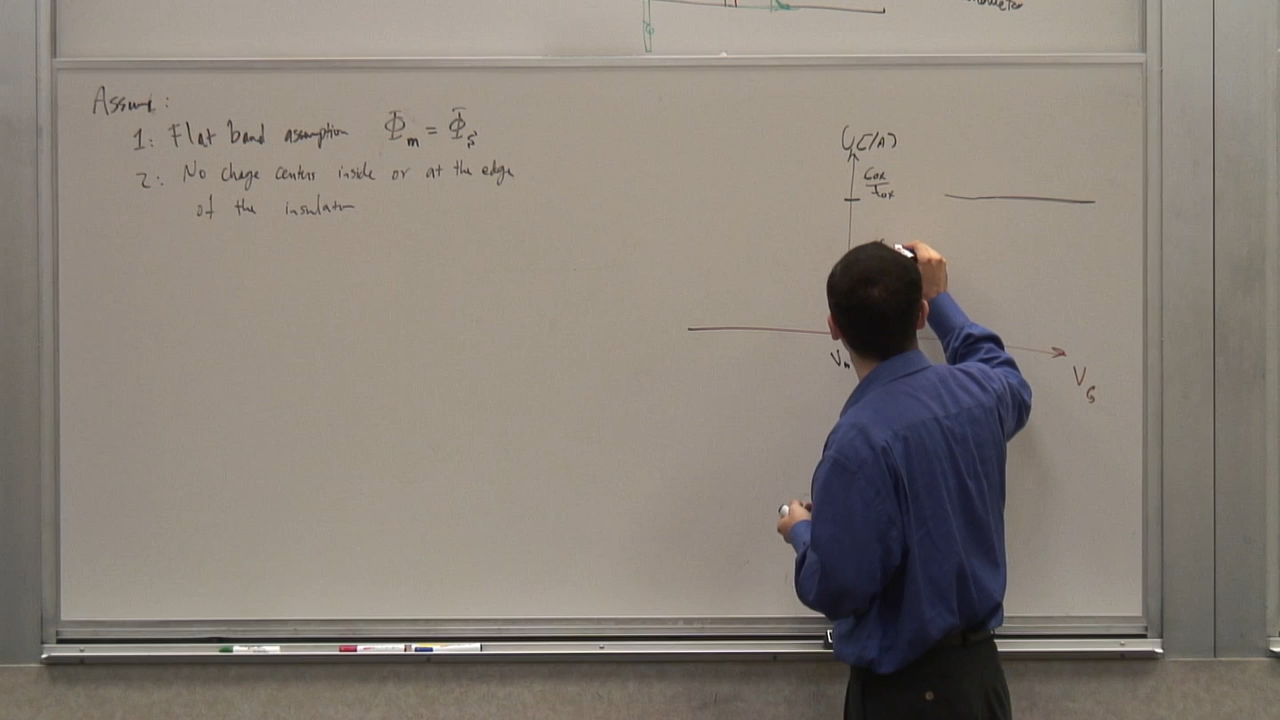 Assume:
1: Flat band assumption Φm = Φs
2: No charge centers inside or at the edge
of the insulator
C/A)
Cox
tox
V
VG